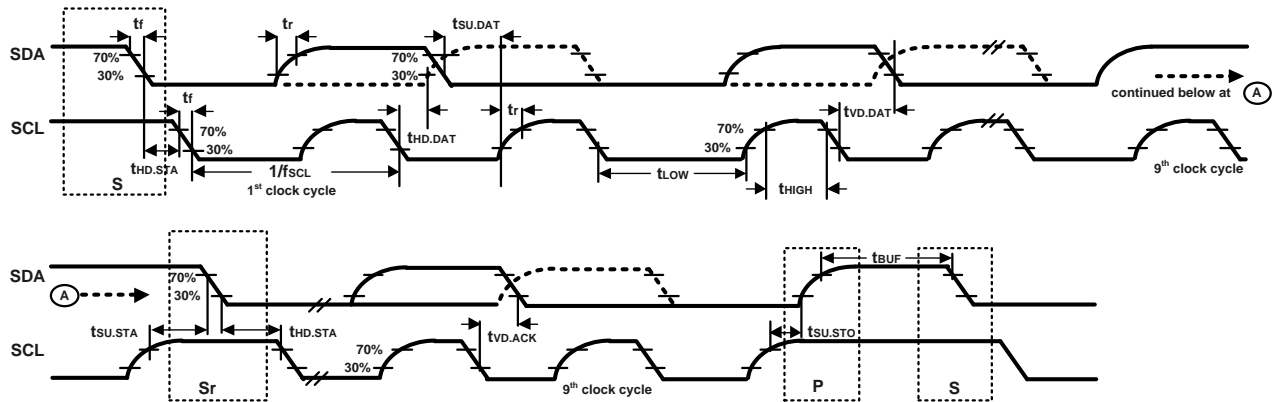 tf
tr
tSU.DAT
SDA
70%
30%
70%
30%
continued below at A
tf
tHD.DAT
tr
tVD.DAT
SCL
70%
30%
70%
30%
tHD.STA
S
1/fSCL
1st clock cycle
tLOW
tHIGH
9th clock cycle
SDA
A
70%
30%
tBUF
tSU.STA
tHD.STA
tVD.ACK
tSU.STO
SCL
70%
30%
Sr
9th clock cycle
P
S